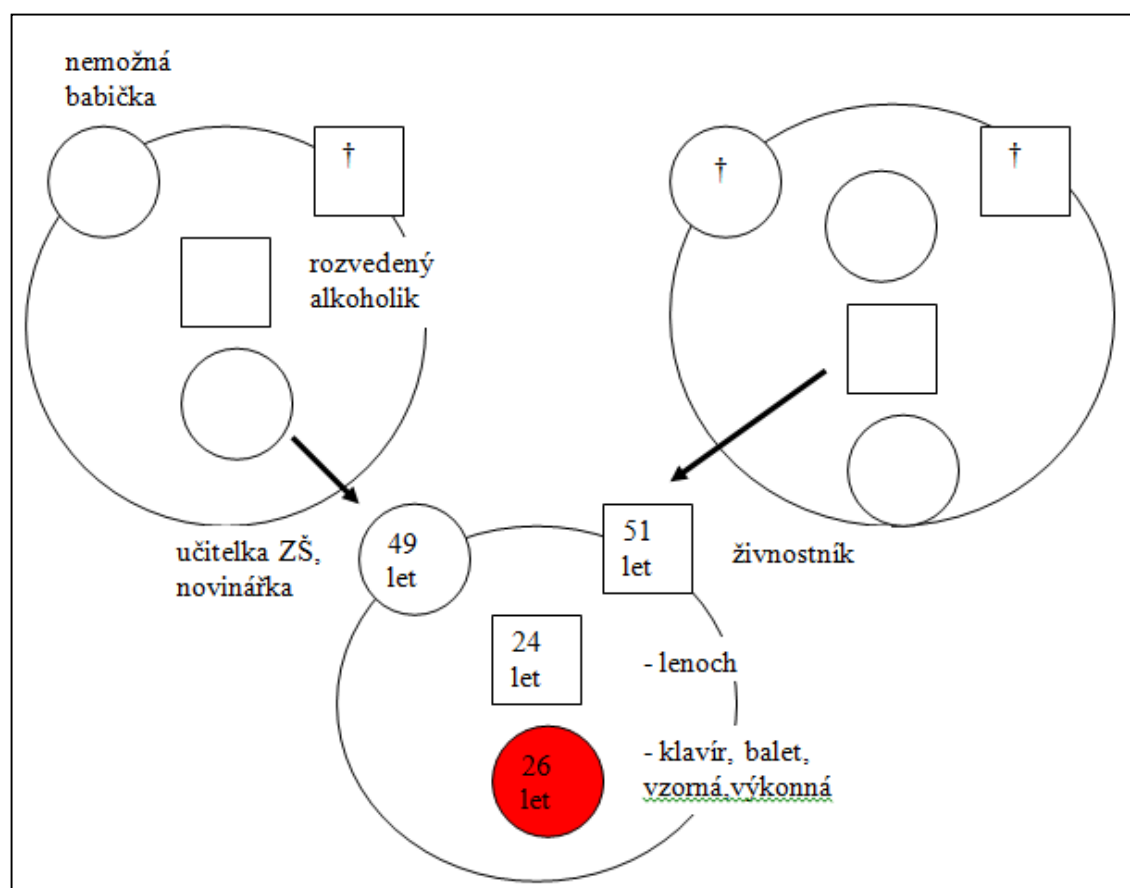 nemožná
babička
†
†
†
rozvedený
alkoholik
učitelka ZŠ,
novinářka
49
let
51
let
živnostník
24
let
- lenoch
26
let
- klavír, balet,
vzorná,výkonná